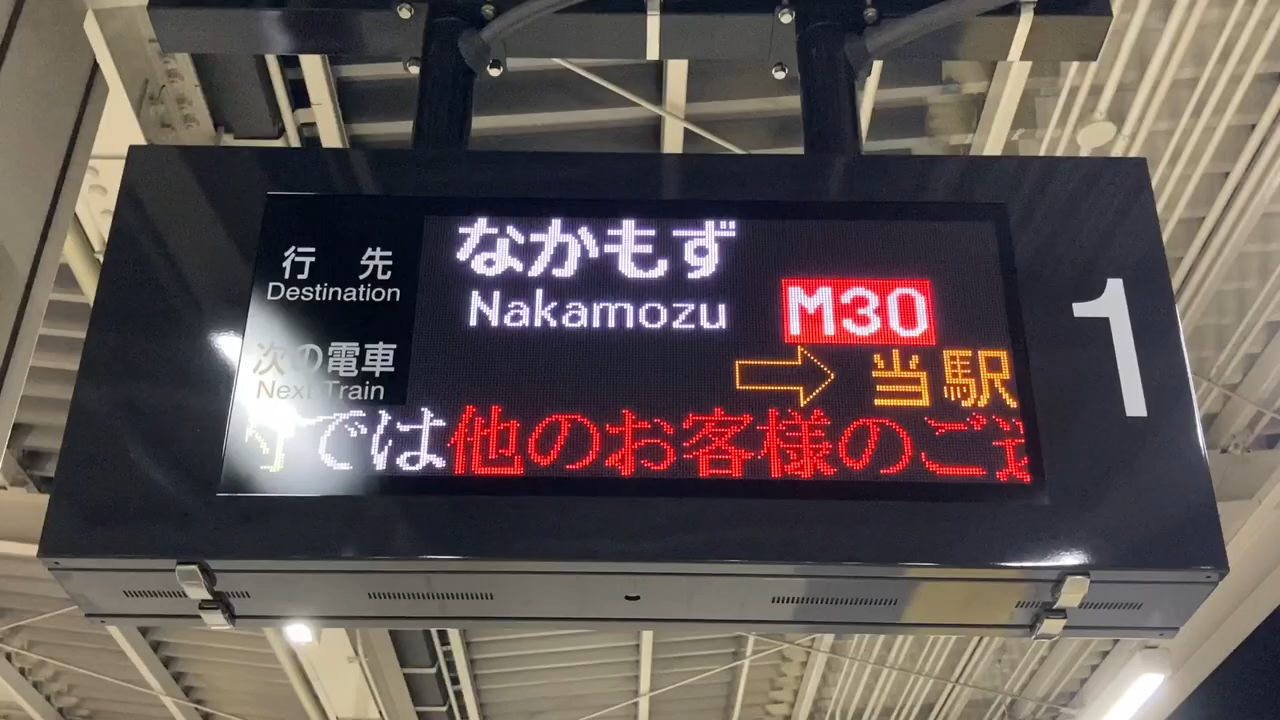 行先
Destination
なかもず
Nakamozu
M30
次の電車
Next Train
⇨ 当駅
では他のお客様のご
1